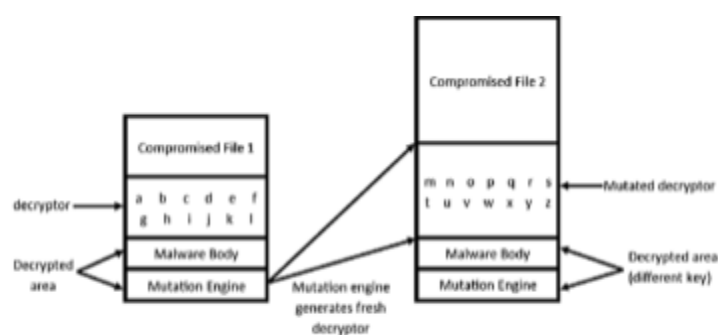 Compromised File 1
a b c d e f
g h i j k l
Malware Body
Mutation Engine
decryptor
Decrypted
area
Mutation engine
generates fresh
decryptor
Compromised File 2
m n o p q r s
t u v w x y z
Malware Body
Mutation Engine
Mutated decryptor
Decrypted area
(different key)